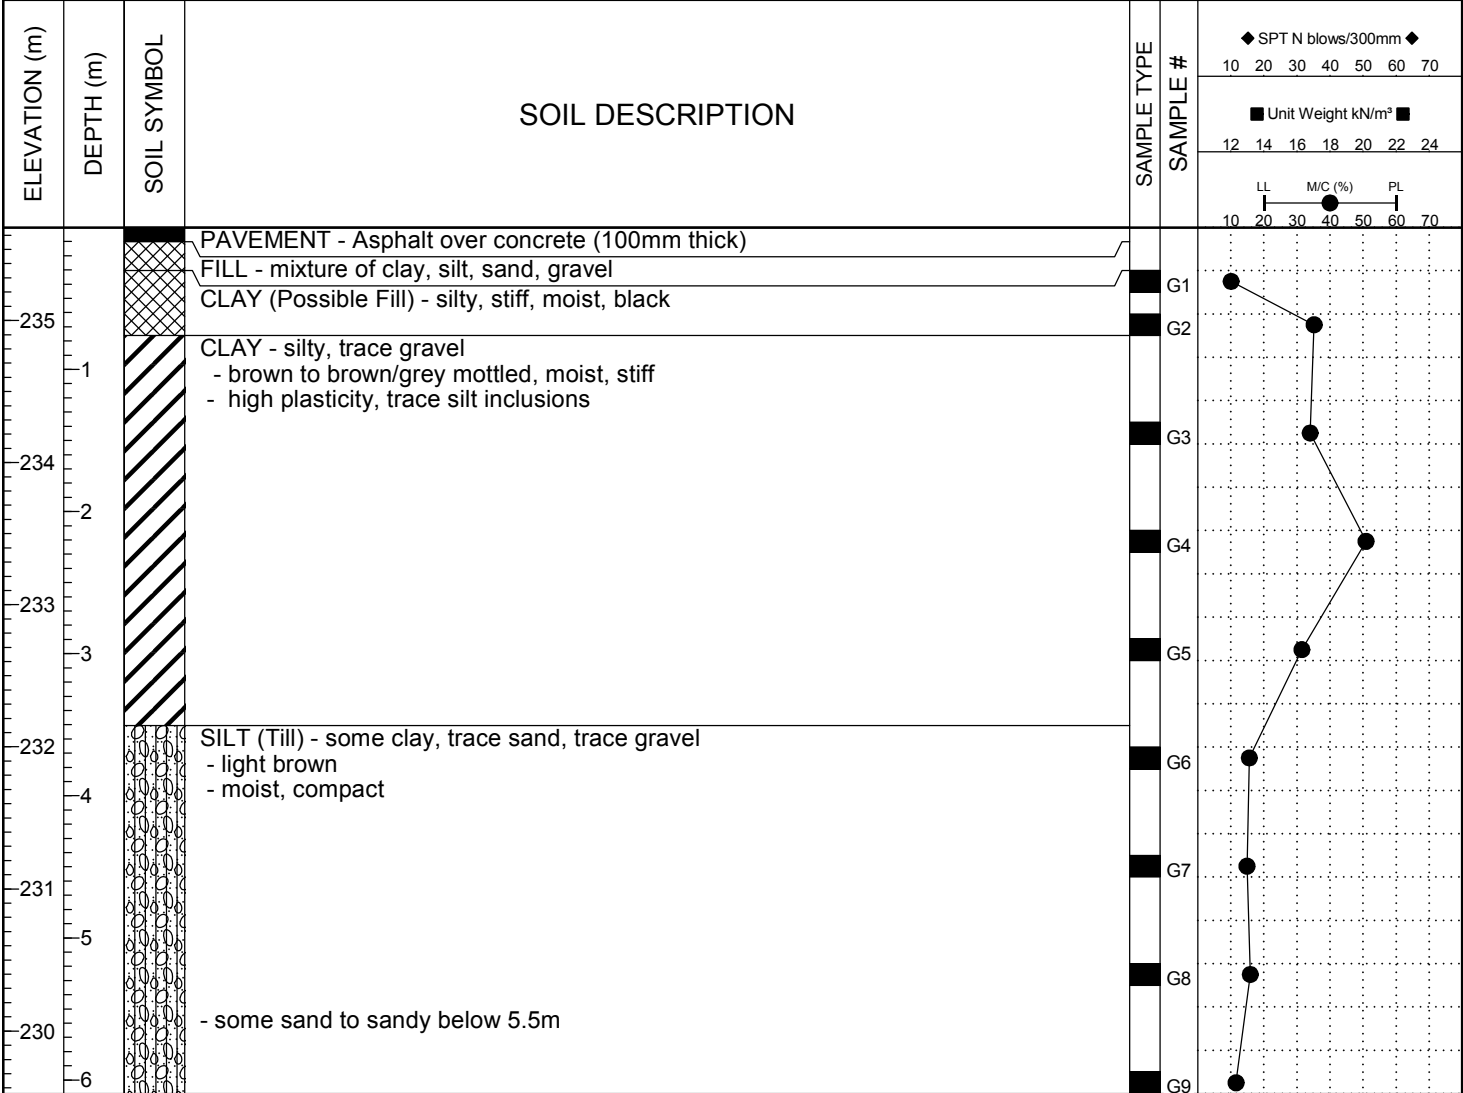 ELEVATION (m)
DEPTH (m)
SOIL SYMBOL
SOIL DESCRIPTION
SAMPLE TYPE
SAMPLE #
◆ SPT N blows/300mm ◆
10 20 30 40 50 60 70
■ Unit Weight kN/m³ ■
12 14 16 18 20 22 24
LL M/C (%) PL
10 20 30 40 50 60 70
PAVEMENT - Asphalt over concrete (100mm thick)
FILL - mixture of clay, silt, sand, gravel
G1
CLAY (Possible Fill) - silty, stiff, moist, black
235
G2
CLAY - silty, trace gravel
1
- brown to brown/grey mottled, moist, stiff
- high plasticity, trace silt inclusions
G3
234
2
G4
233
3
G5
SILT (Till) - some clay, trace sand, trace gravel
232
- light brown
G6
- moist, compact
4
G7
231
5
G8
- some sand to sandy below 5.5m
230
6
G9